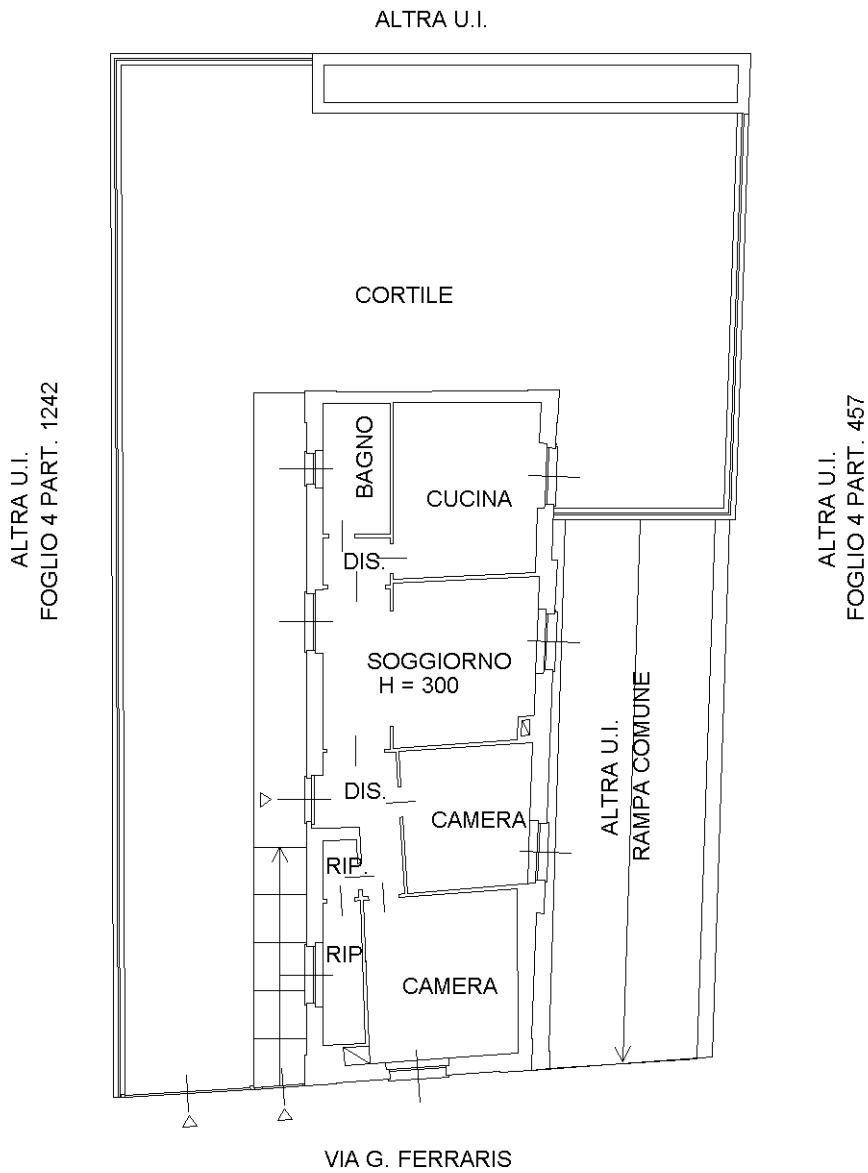 ALTRA U.I.
CORTILE
ALTRA U.I.
FOGLIO 4 PART. 1242
ALTRA U.I.
FOGLIO 4 PART. 457
BAGNO
CUCINA
DIS.
SOGGIORNO
H = 300
ALTRA U.I.
RAMPA COMUNE
DIS.
CAMERA
RIP.
RIP
CAMERA
VIA G. FERRARIS